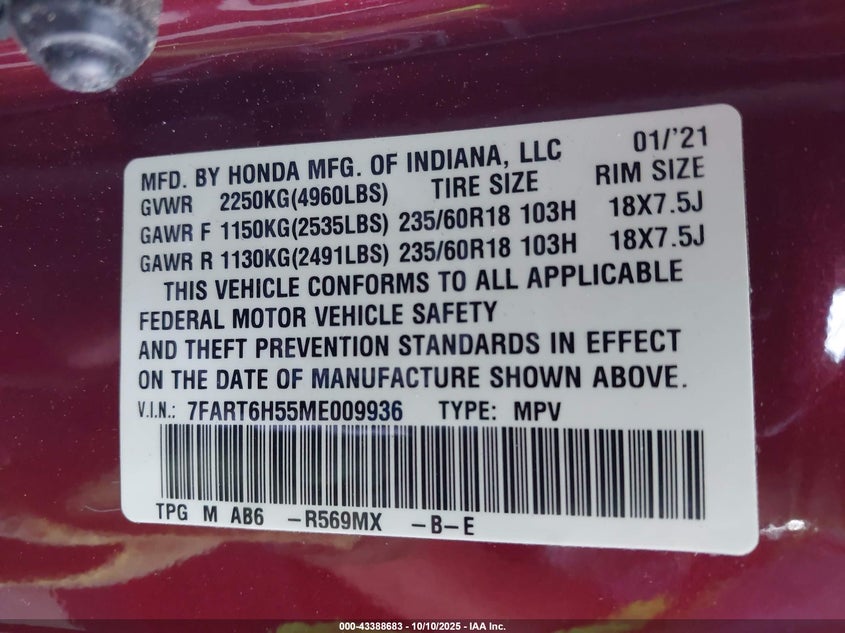 MFD. BY HONDA MFG. OF INDIANA, LLC 01/'21
GVWR 2250KG(4960LBS) TIRE SIZE RIM SIZE
GAWR F 1150KG(2535LBS) 235/60R18 103H 18X7.5J
GAWR R 1130KG(2491LBS) 235/60R18 103H 18X7.5J
THIS VEHICLE CONFORMS TO ALL APPLICABLE
FEDERAL MOTOR VEHICLE SAFETY
AND THEFT PREVENTION STANDARDS IN EFFECT
ON THE DATE OF MANUFACTURE SHOWN ABOVE.
V.I.N.: 7FART6H55ME009936 TYPE: MPV
TPG M AB6 -R569MX -B-E
000-43388683 - 10/10/2025 - IAA Inc.